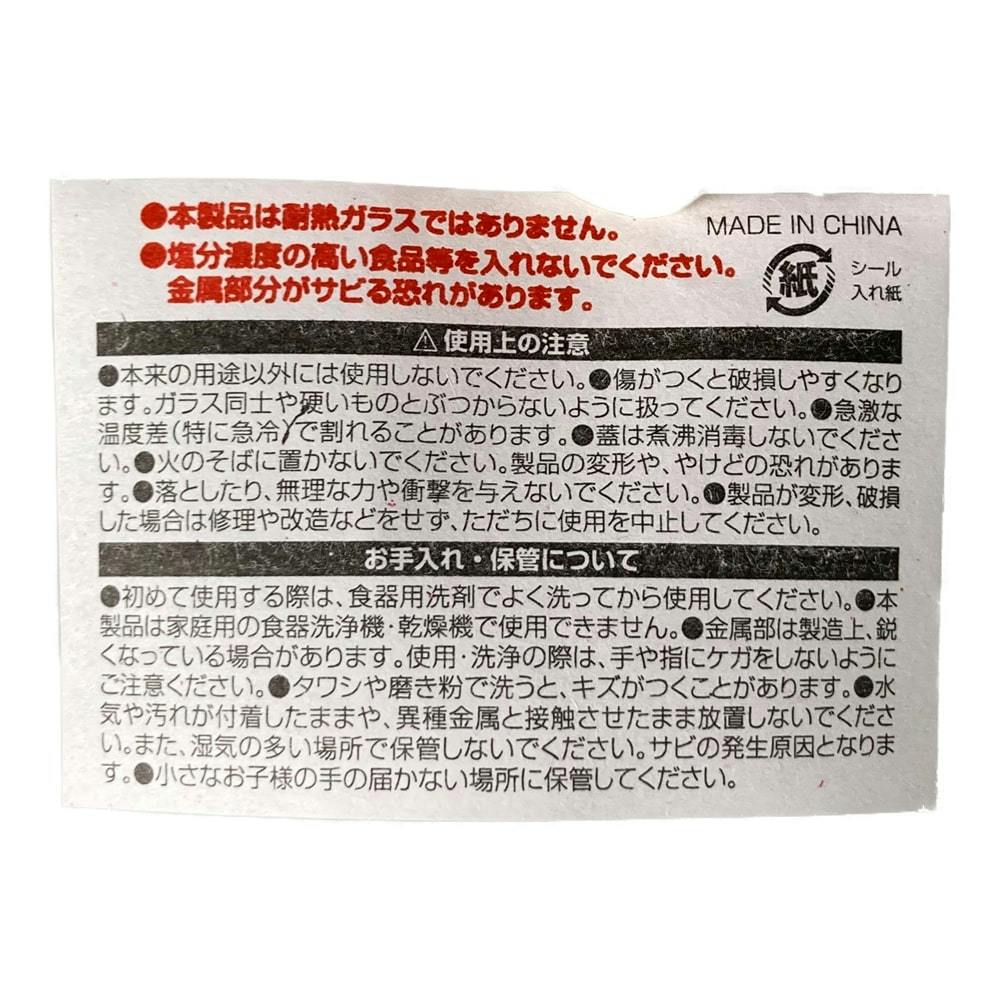 ●本製品は耐熱ガラスではありません。
●塩分濃度の高い食品等を入れないでください。
金属部分がサビる恐れがあります。
MADE IN CHINA
紙
シール
入れ紙
⚠使用上の注意
●本来の用途以外には使用しないでください。●傷がつくと破損しやすくなり
ます。ガラス同士や硬いものとぶつからないように扱ってください。●急激な
温度差(特に急冷)で割れることがあります。●蓋は煮沸消毒しないでくださ
い。●火のそばに置かないでください。製品の変形や、やけどの恐れがありま
す。●落としたり、無理な力や衝撃を与えないでください。●製品が変形、破損
した場合は修理や改造などをせず、ただちに使用を中止してください。
お手入れ・保管について
●初めて使用する際は、食器用洗剤でよく洗ってから使用してください。●本
製品は家庭用の食器洗浄機・乾燥機で使用できません。●金属部は製造上、鋭
くなっている場合があります。使用・洗浄の際は、手や指にケガをしないように
ご注意ください。●タワシや磨き粉で洗うと、キズがつくことがあります。●水
気や汚れが付着したままや、異種金属と接触させたまま放置しないでくださ
い。また、湿気の多い場所で保管しないでください。サビの発生原因となりま
す。●小さなお子様の手の届かない場所に保管してください。